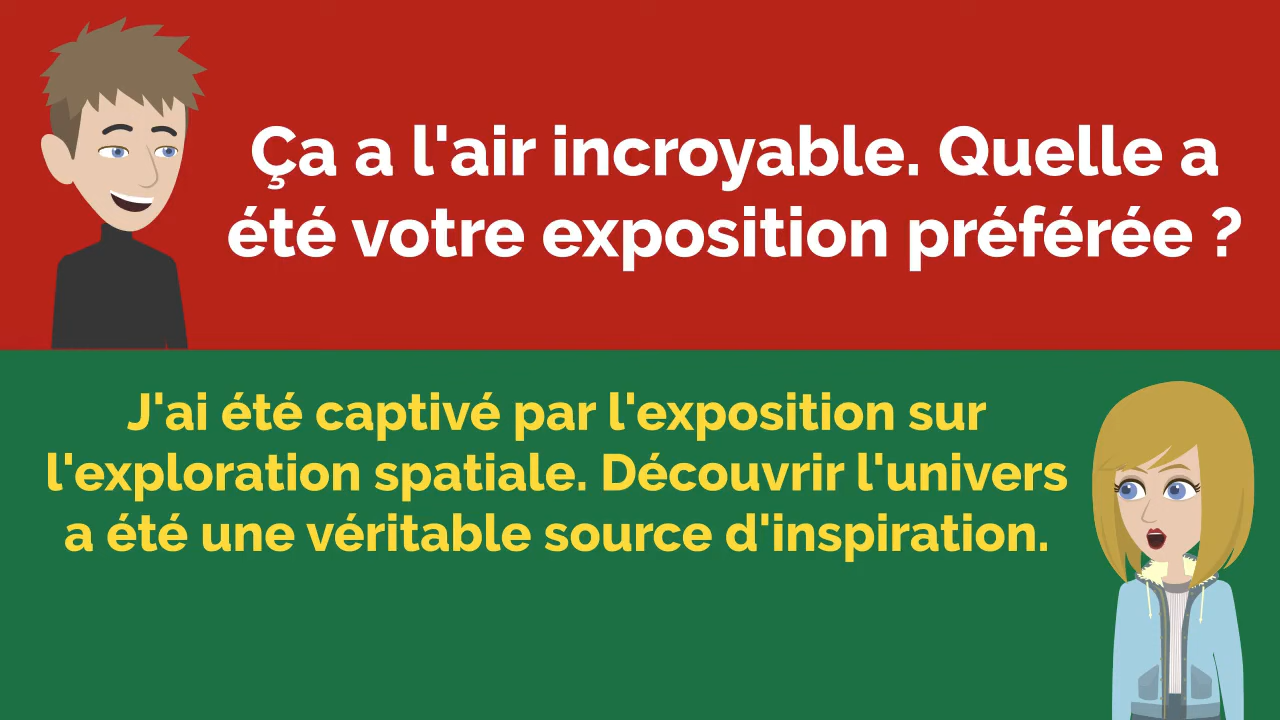 Ça a l'air incroyable. Quelle a
été votre exposition préférée ?
J'ai été captivé par l'exposition sur
l'exploration spatiale. Découvrir l'univers
a été une véritable source d'inspiration.